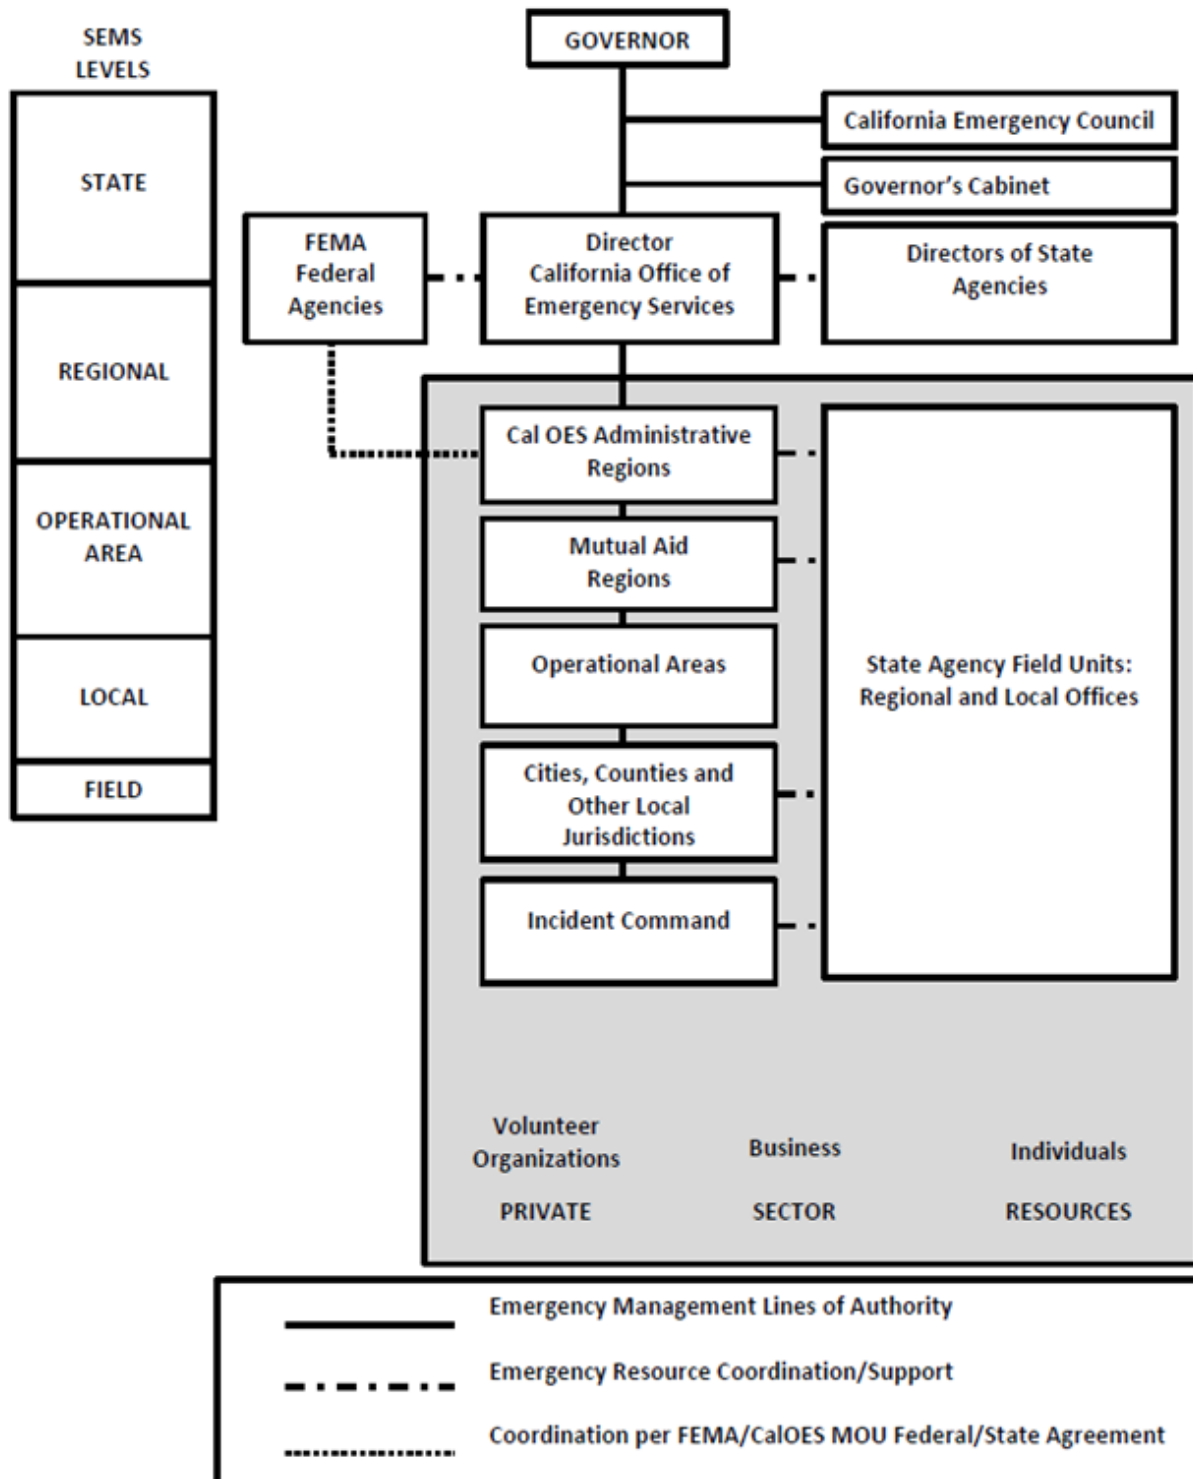 SEMS
LEVELS
GOVERNOR
California Emergency Council
STATE
Governor's Cabinet
FEMA
Federal
Agencies
Director
California Office of
Emergency Services
Directors of State
Agencies
REGIONAL
Cal OES Administrative
Regions
OPERATIONAL
AREA
Mutual Aid
Regions
Operational Areas
State Agency Field Units:
Regional and Local Offices
LOCAL
Cities, Counties and
Other Local
Jurisdictions
FIELD
Incident Command
Volunteer
Organizations
Business
Individuals
PRIVATE
SECTOR
RESOURCES
Emergency Management Lines of Authority
Emergency Resource Coordination/Support
Coordination per FEMA/CalOES MOU Federal/State Agreement